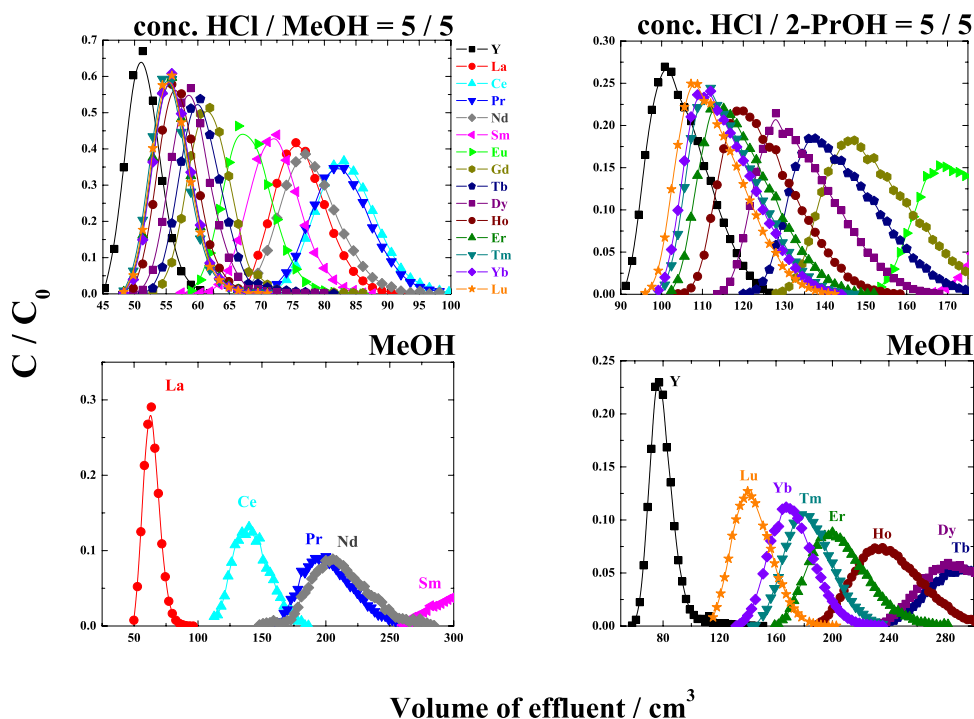 conc. HCl / MeOH = 5 / 5
conc. HCl / 2-PrOH = 5 / 5
0.7
0.6
0.5
0.4
0.3
0.2
0.1
0.0
45 50 55 60 65 70 75 80 85 90 95 100
Y
La
Ce
Pr
Nd
Sm
Eu
Gd
Tb
Dy
Ho
Er
Tm
Yb
Lu
0.30
0.25
0.20
0.15
0.10
0.05
0.00
90 100 110 120 130 140 150 160 170
C / C0
MeOH
MeOH
0.3
0.2
0.1
0.0
50 100 150 200 250 300
La
Ce
Pr
Nd
Sm
0.25
0.20
0.15
0.10
0.05
0.00
80 120 160 200 240 280
Y
Lu
Yb
Tm
Er
Ho
Dy
Tb
Volume of effluent / cm3